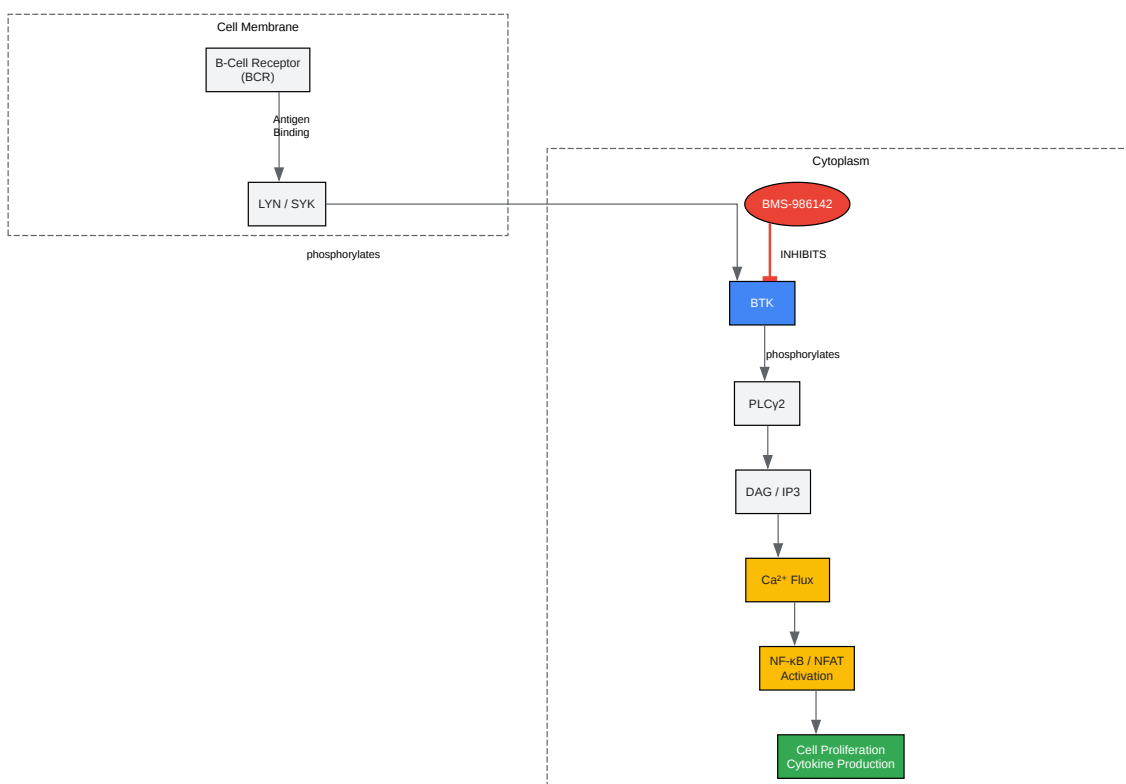 Cell Membrane
B-Cell Receptor
(BCR)
Antigen
Binding
LYN / SYK
phosphorylates
Cytoplasm
BMS-986142
INHIBITS
BTK
phosphorylates
PLCγ2
DAG / IP3
Ca²⁺ Flux
NF-κB / NFAT
Activation
Cell Proliferation
Cytokine Production